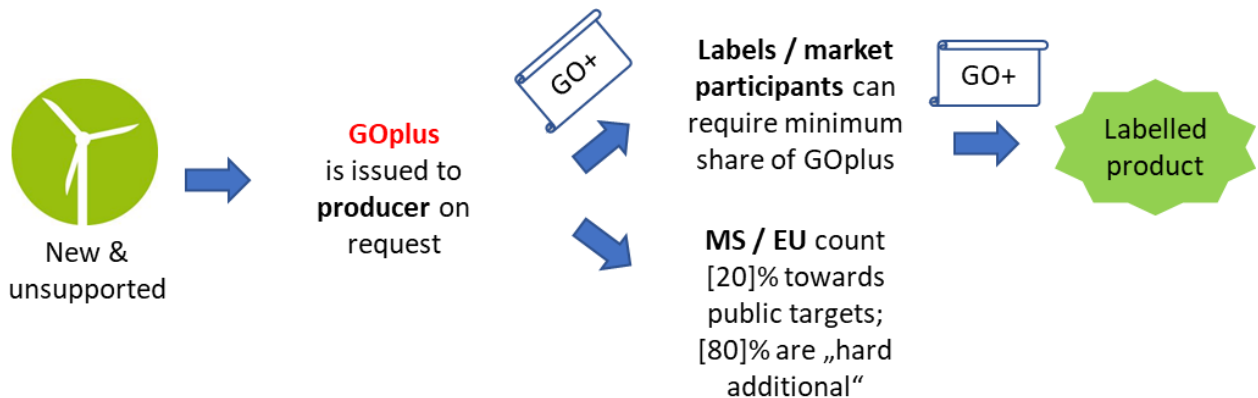 New &
unsupported
GOplus
is issued to
producer on
request
GO+
Labels / market
participants can
require minimum
share of GOplus
MS / EU count
[20]% towards
public targets;
[80]% are „hard
additional“
GO+
Labelled
product